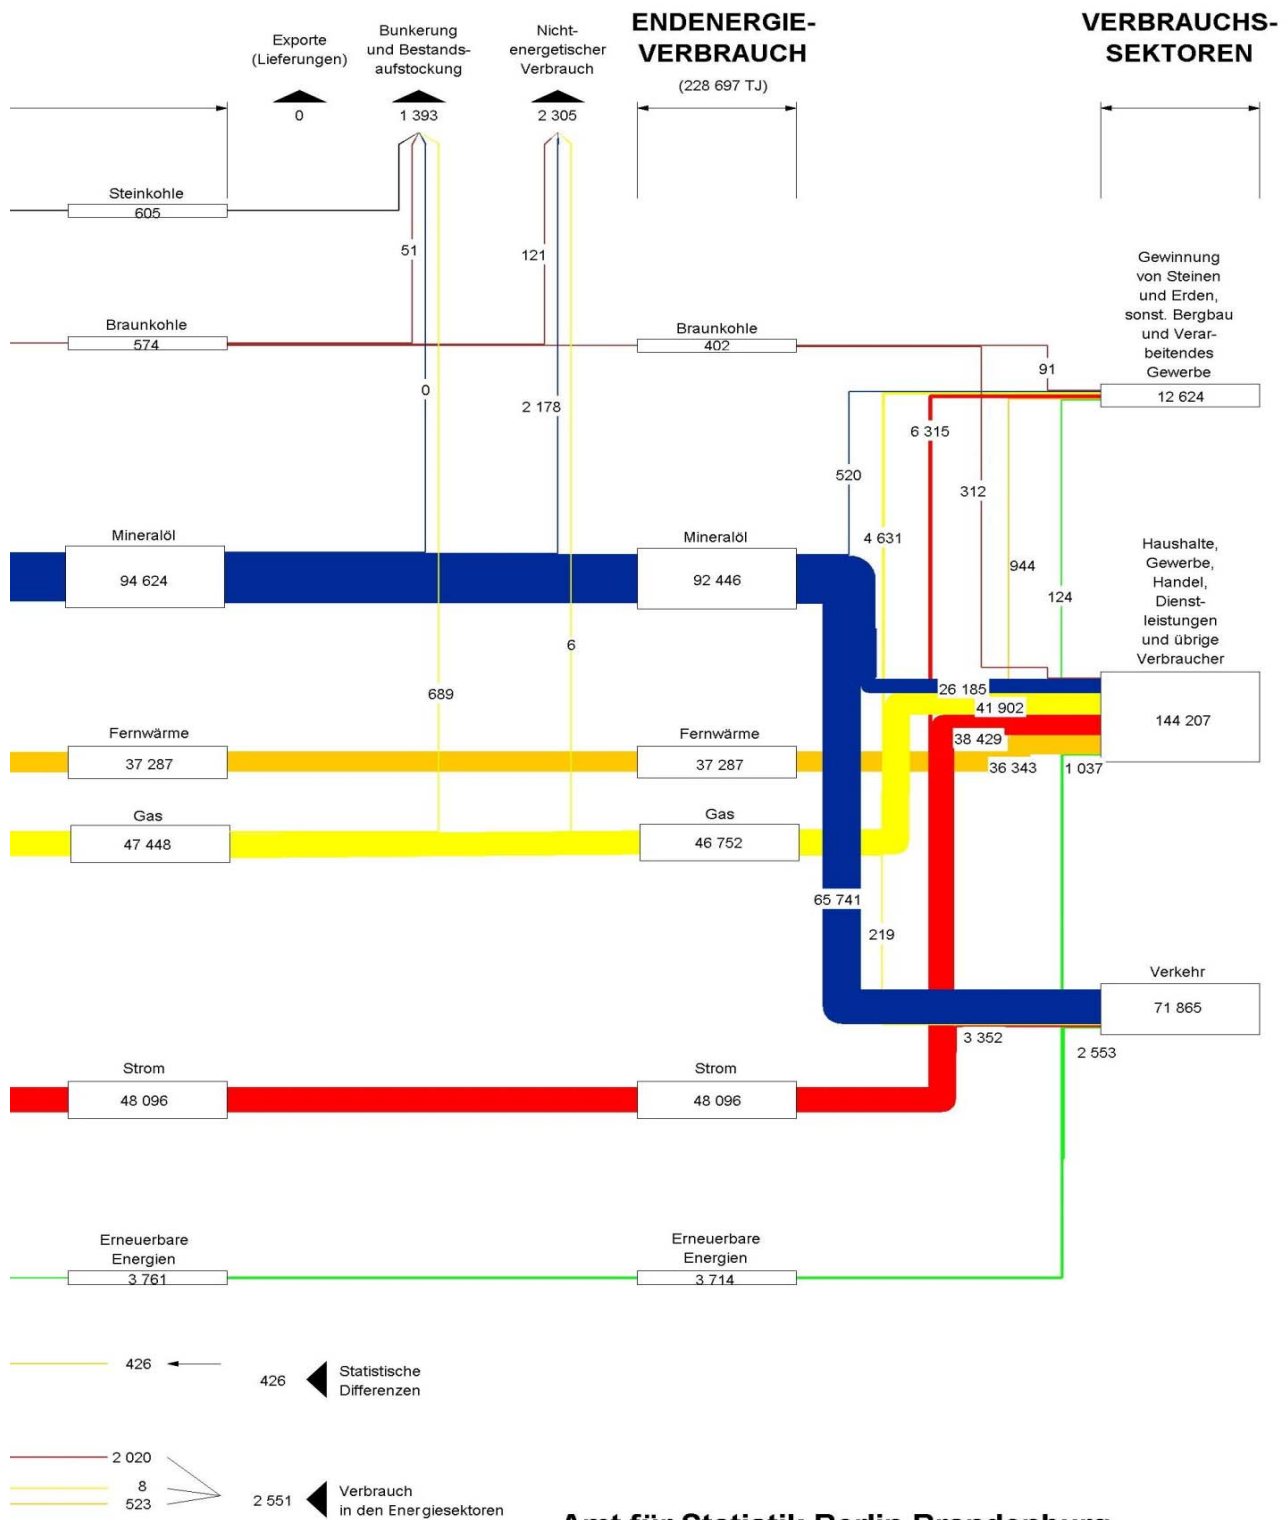 Exporte
(Lieferungen)
0
Bunkerung
und Bestands-
aufstockung
1 393
Nicht-
energetischer
Verbrauch
2 305
ENDENERGIE-
VERBRAUCH
(228 697 TJ)
VERBRAUCHS-
SEKTOREN
Steinkohle
605
51
121
Gewinnung
von Steinen
und Erden,
sonst. Bergbau
und Verar-
beitendes
Gewerbe
12 624
Braunkohle
574
Braunkohle
402
91
0
2 178
6 315
520
312
4 631
944
124
Mineralöl
94 624
Mineralöl
92 446
Haushalte,
Gewerbe,
Handel,
Dienst-
leistungen
und übrige
Verbraucher
144 207
6
689
26 185
41 902
38 429
36 343
1 037
Fernwärme
37 287
Fernwärme
37 287
Gas
47 448
Gas
46 752
65 741
219
Verkehr
71 865
3 352
2 553
Strom
48 096
Strom
48 096
Erneuerbare
Energien
3 761
Erneuerbare
Energien
3 714
426
426
Statistische
Differenzen
2 020
8
523
2 551
Verbrauch
in den Energiesektoren
Amt für Statistik Berlin-Brandenburg